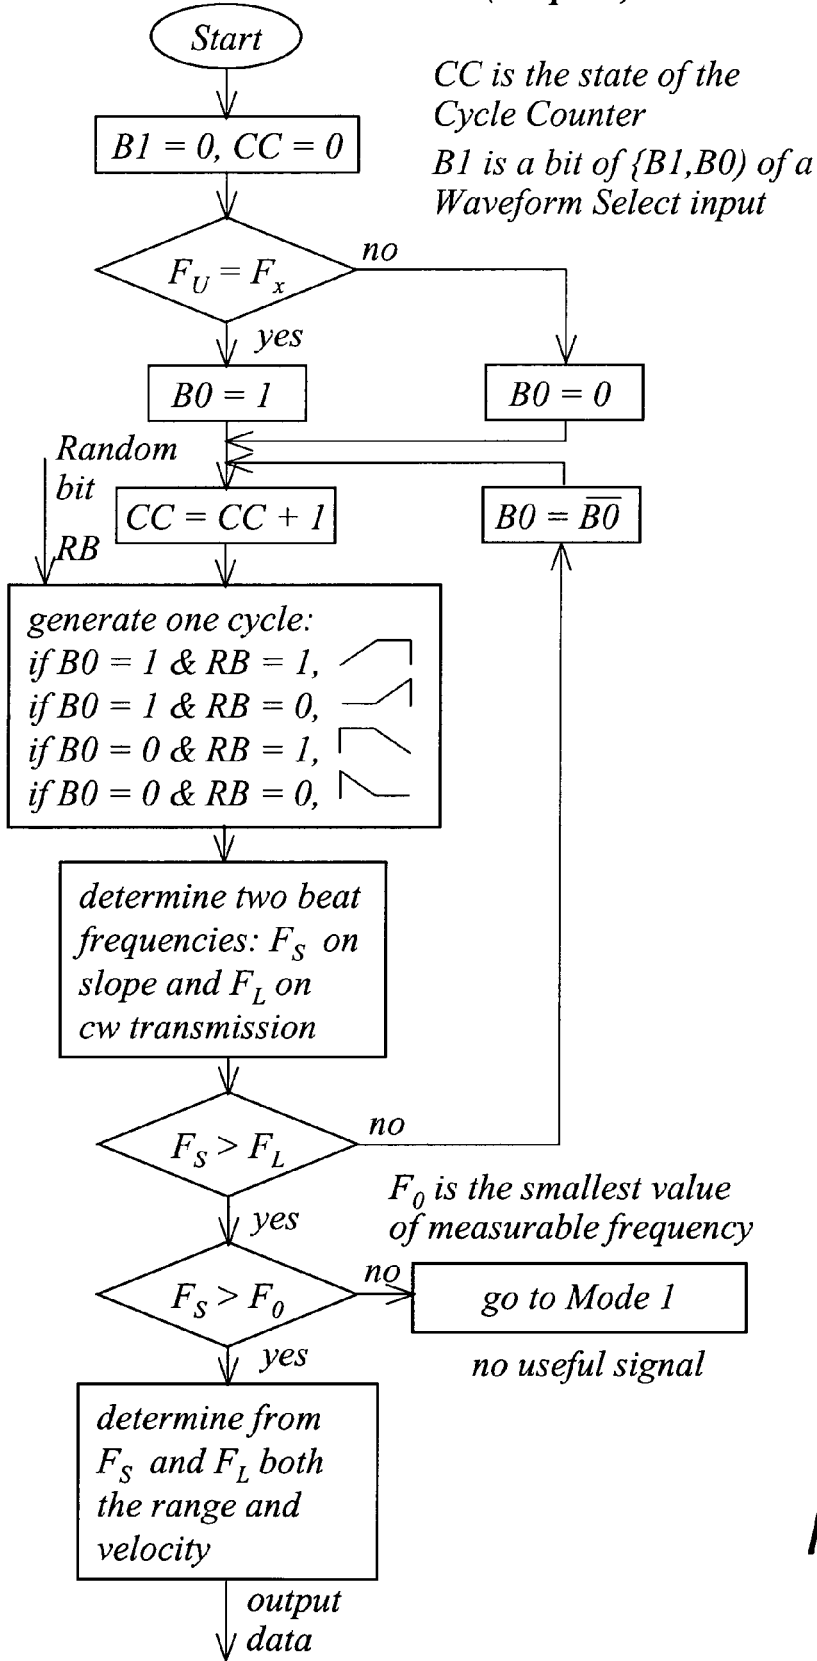 Start
CC is the state of the
Cycle Counter
B1 is a bit of {B1,B0) of a
Waveform Select input
B1 = 0, CC = 0
F_U = F_x
no
yes
B0 = 1
B0 = 0
Random
bit
RB
CC = CC + 1
B0 = B̅0̅
generate one cycle:
if B0 = 1 & RB = 1,
if B0 = 1 & RB = 0,
if B0 = 0 & RB = 1,
if B0 = 0 & RB = 0,
determine two beat
frequencies: F_S on
slope and F_L on
cw transmission
F_S > F_L
no
yes
F_0 is the smallest value
of measurable frequency
F_S > F_0
no
go to Mode 1
yes
no useful signal
determine from
F_S and F_L both
the range and
velocity
output
data